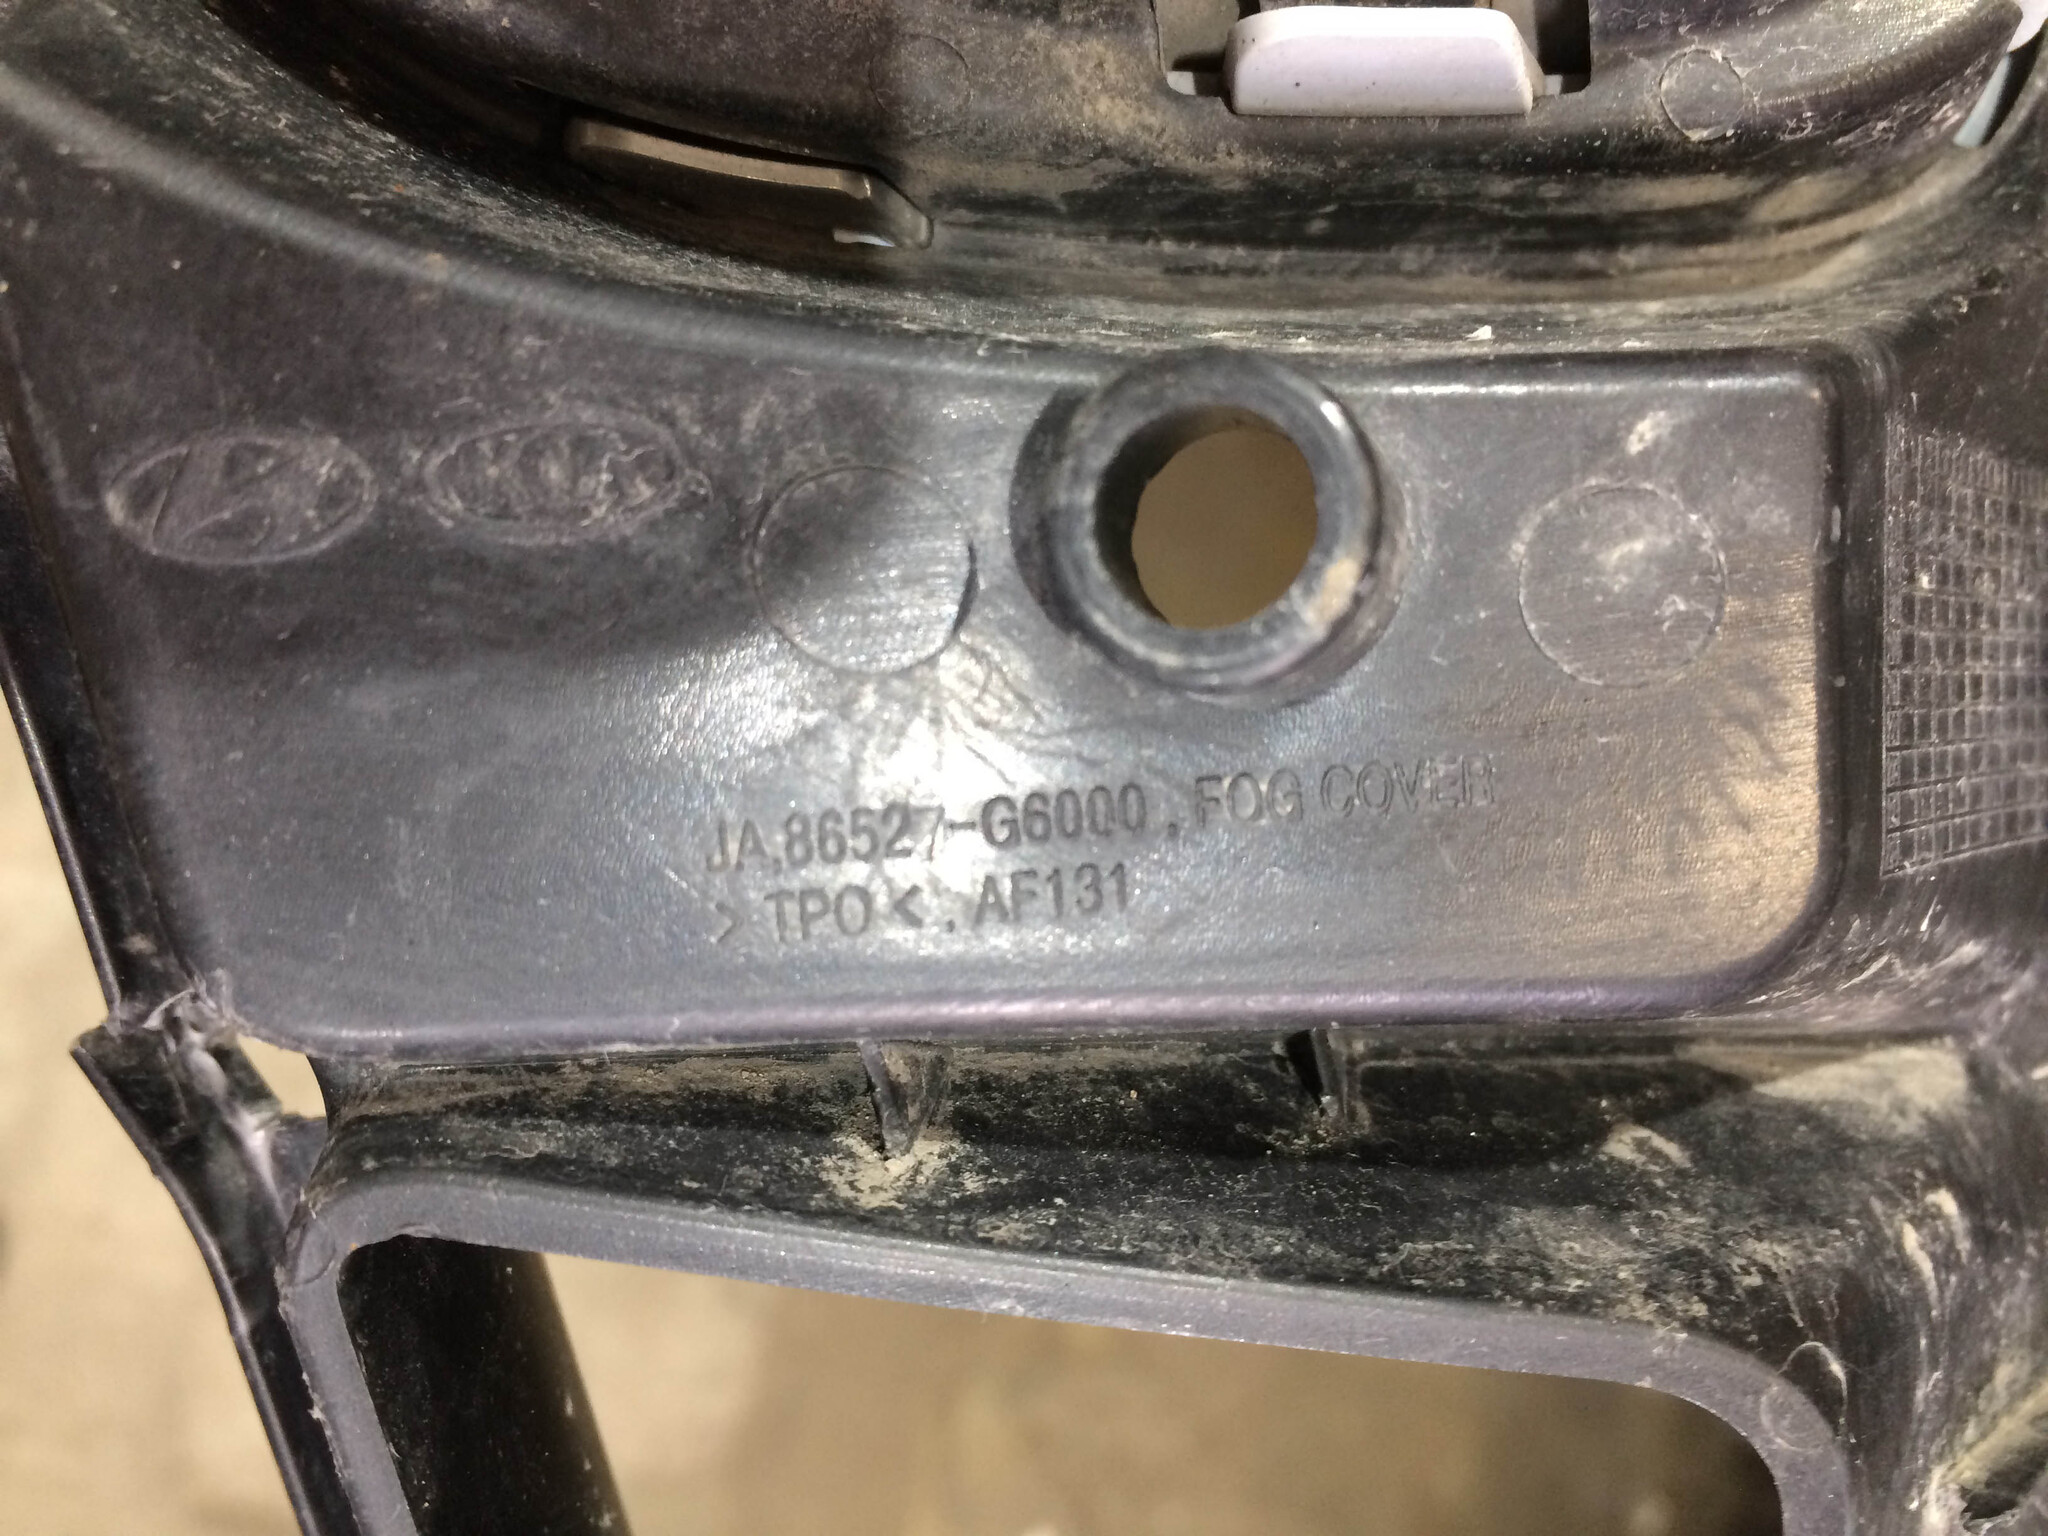 JA.86527-G6000 . FOG COVER
> TPO < . AF131